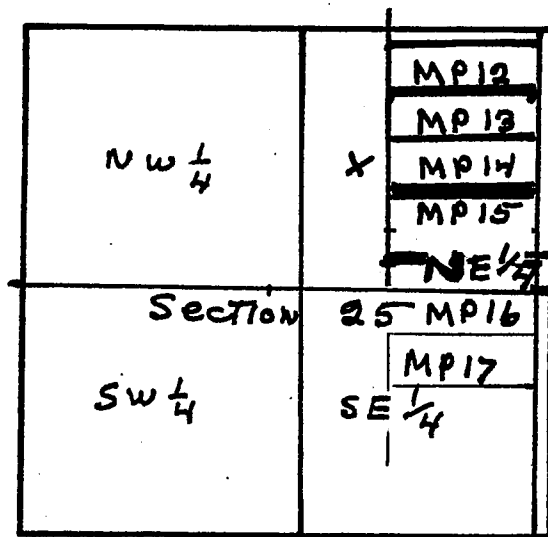 MP12
MP13
NW 1/4
X
MP14
MP15
NE 1/4
Section 25 MP16
MP17
SW 1/4
SE 1/4